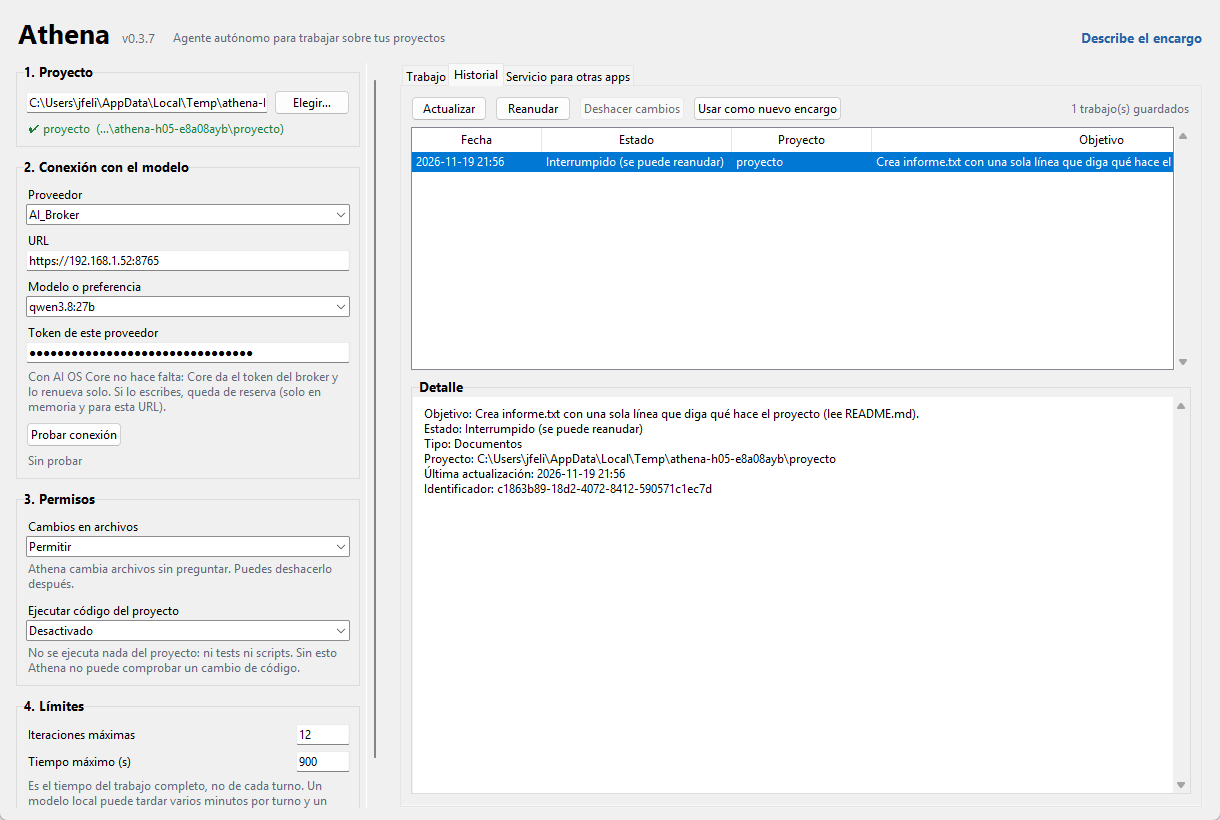 Athena v0.3.7 Agente autónomo para trabajar sobre tus proyectos
Describe el encargo
1. Proyecto
C:\Users\jfeli\AppData\Local\Temp\athena-l
Elegir...
✔ proyecto (...\athena-h05-e8a08ayb\proyecto)
2. Conexión con el modelo
Proveedor
AI_Broker
URL
https://192.168.1.52:8765
Modelo o preferencia
qwen3.8:27b
Token de este proveedor
●●●●●●●●●●●●●●●●●●●●●●●●●●●●●●●●
Con AI OS Core no hace falta: Core da el token del broker y
lo renueva solo. Si lo escribes, queda de reserva (solo en
memoria y para esta URL).
Probar conexión
Sin probar
3. Permisos
Cambios en archivos
Permitir
Athena cambia archivos sin preguntar. Puedes deshacerlo
después.
Ejecutar código del proyecto
Desactivado
No se ejecuta nada del proyecto: ni tests ni scripts. Sin esto
Athena no puede comprobar un cambio de código.
4. Límites
Iteraciones máximas 12
Tiempo máximo (s) 900
Es el tiempo del trabajo completo, no de cada turno. Un
modelo local puede tardar varios minutos por turno y un
Trabajo Historial Servicio para otras apps
Actualizar Reanudar Deshacer cambios Usar como nuevo encargo 1 trabajo(s) guardados
Fecha Estado Proyecto Objetivo
2026-11-19 21:56 Interrumpido (se puede reanudar) proyecto Crea informe.txt con una sola línea que diga qué hace el
Detalle
Objetivo: Crea informe.txt con una sola línea que diga qué hace el proyecto (lee README.md).
Estado: Interrumpido (se puede reanudar)
Tipo: Documentos
Proyecto: C:\Users\jfeli\AppData\Local\Temp\athena-h05-e8a08ayb\proyecto
Última actualización: 2026-11-19 21:56
Identificador: c1863b89-18d2-4072-8412-590571c1ec7d